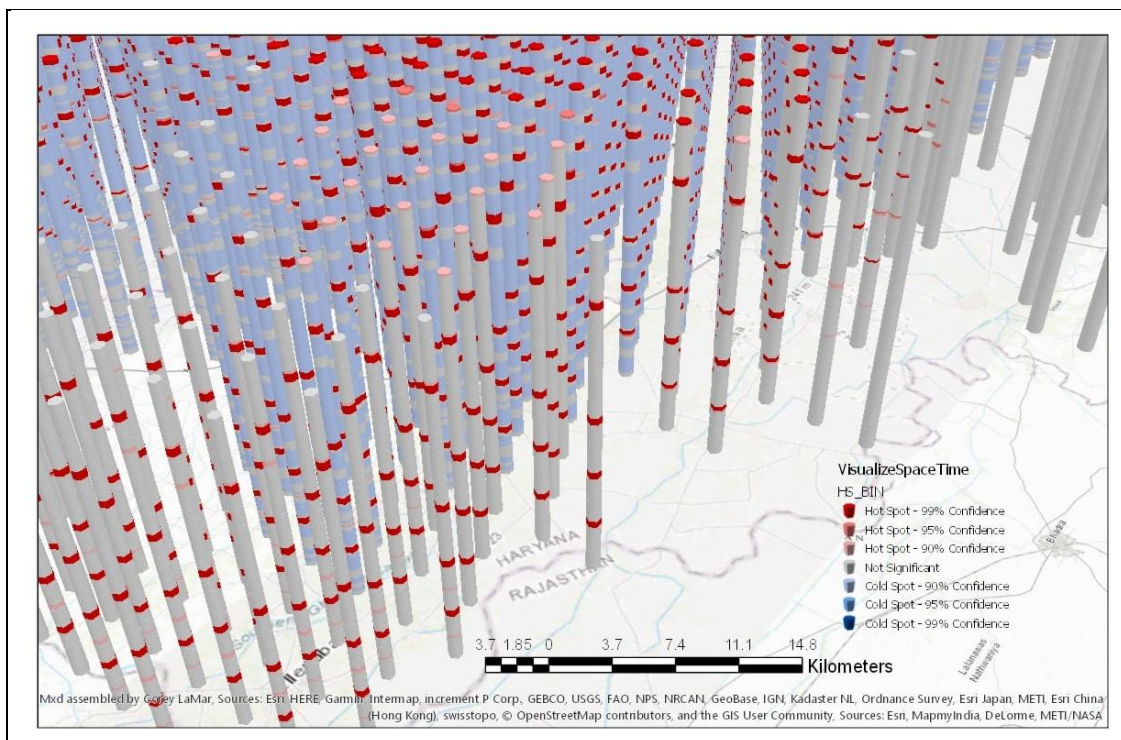 241 m
VisualizeSpaceTime
HS_BIN
Hot Spot - 99% Confidence
Hot Spot - 95% Confidence
Hot Spot - 90% Confidence
Not Significant
Cold Spot - 90% Confidence
Cold Spot - 95% Confidence
Cold Spot - 99% Confidence
Bhadra
HARYANA
RAJASTHAN
Lalanawas
Nathwaniya
3.7 1.85 0 3.7 7.4 11.1 14.8
Kilometers
Mxd assembled by Corey LaMar, Sources: Esri, HERE, Garmin, Intermap, increment P Corp., GEBCO, USGS, FAO, NPS, NRCAN, GeoBase, IGN, Kadaster NL, Ordnance Survey, Esri Japan, METI, Esri China
(Hong Kong), swisstopo, © OpenStreetMap contributors, and the GIS User Community, Sources: Esri, MapmyIndia, DeLorme, METI/NASA